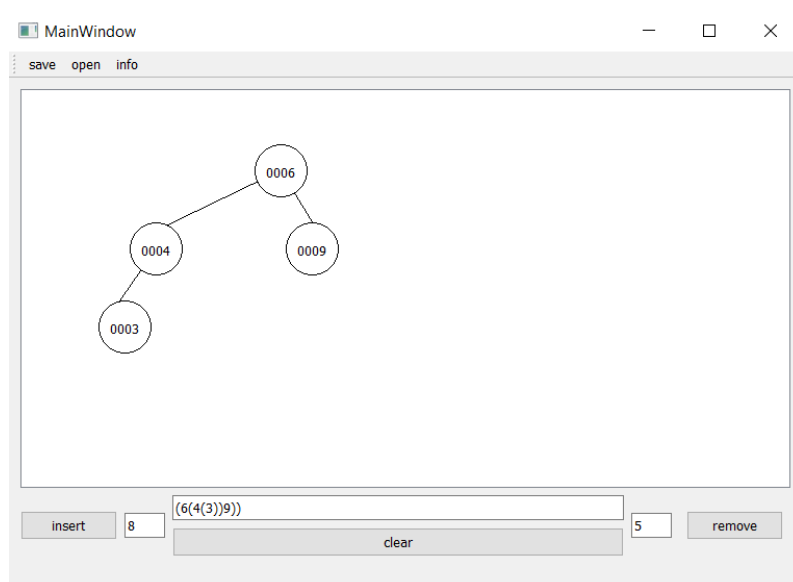 MainWindow
save open info
0006
0004 0009
0003
(6(4(3))9))
insert 8 5 remove
clear